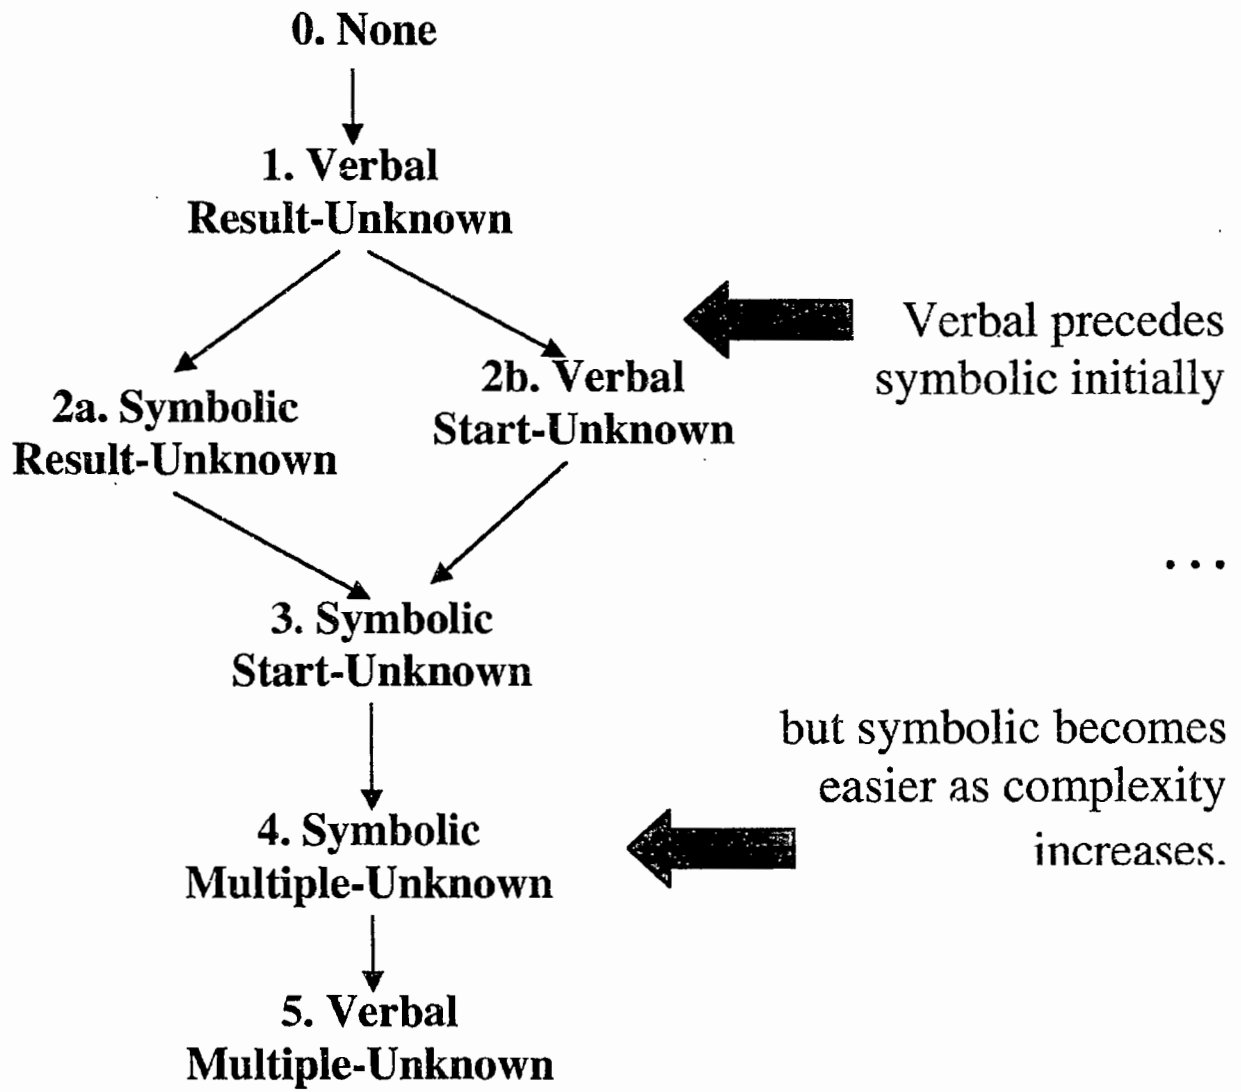 0. None
1. Verbal
Result-Unknown
Verbal precedes
symbolic initially
2a. Symbolic
Result-Unknown
2b. Verbal
Start-Unknown
. . .
3. Symbolic
Start-Unknown
but symbolic becomes
easier as complexity
increases.
4. Symbolic
Multiple-Unknown
5. Verbal
Multiple-Unknown